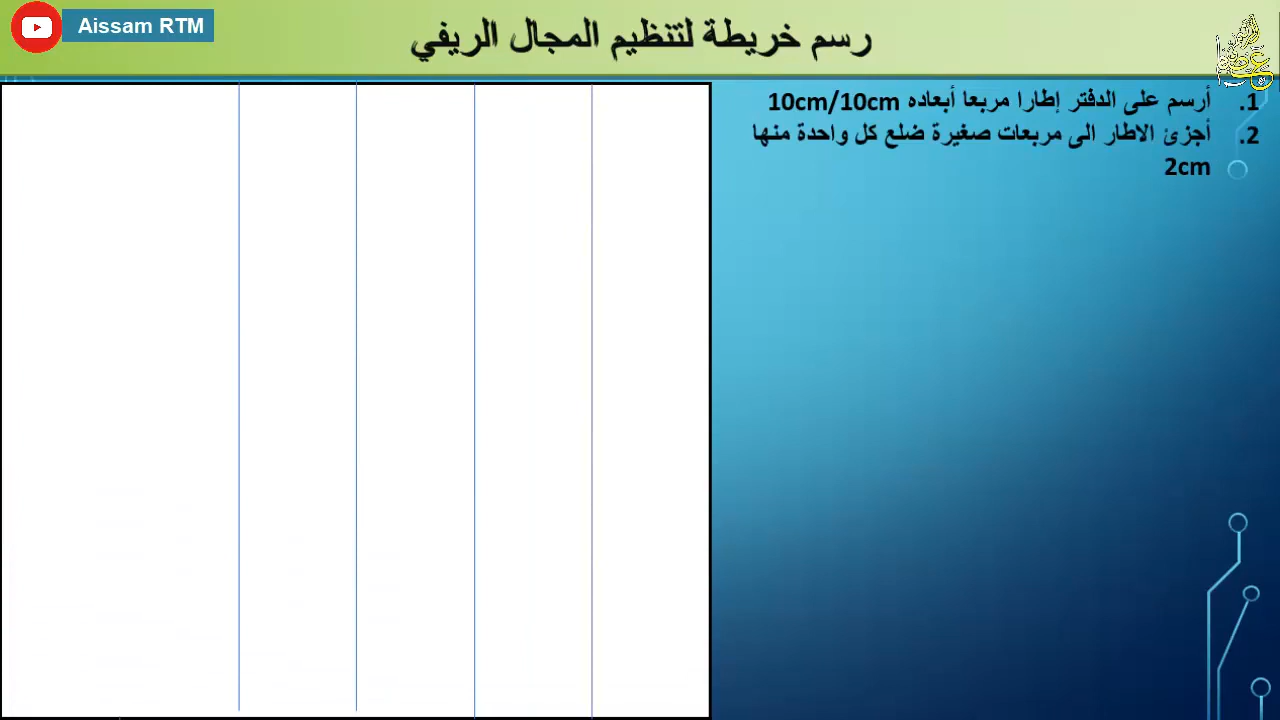 Aissam RTM
رسم خريطة لتنظيم المجال الريفي
1. أرسم على الدفتر إطارا مربعا أبعاده 10cm/10cm
2. أجزئ الاطار الى مربعات صغيرة ضلع كل واحدة منها
2cm